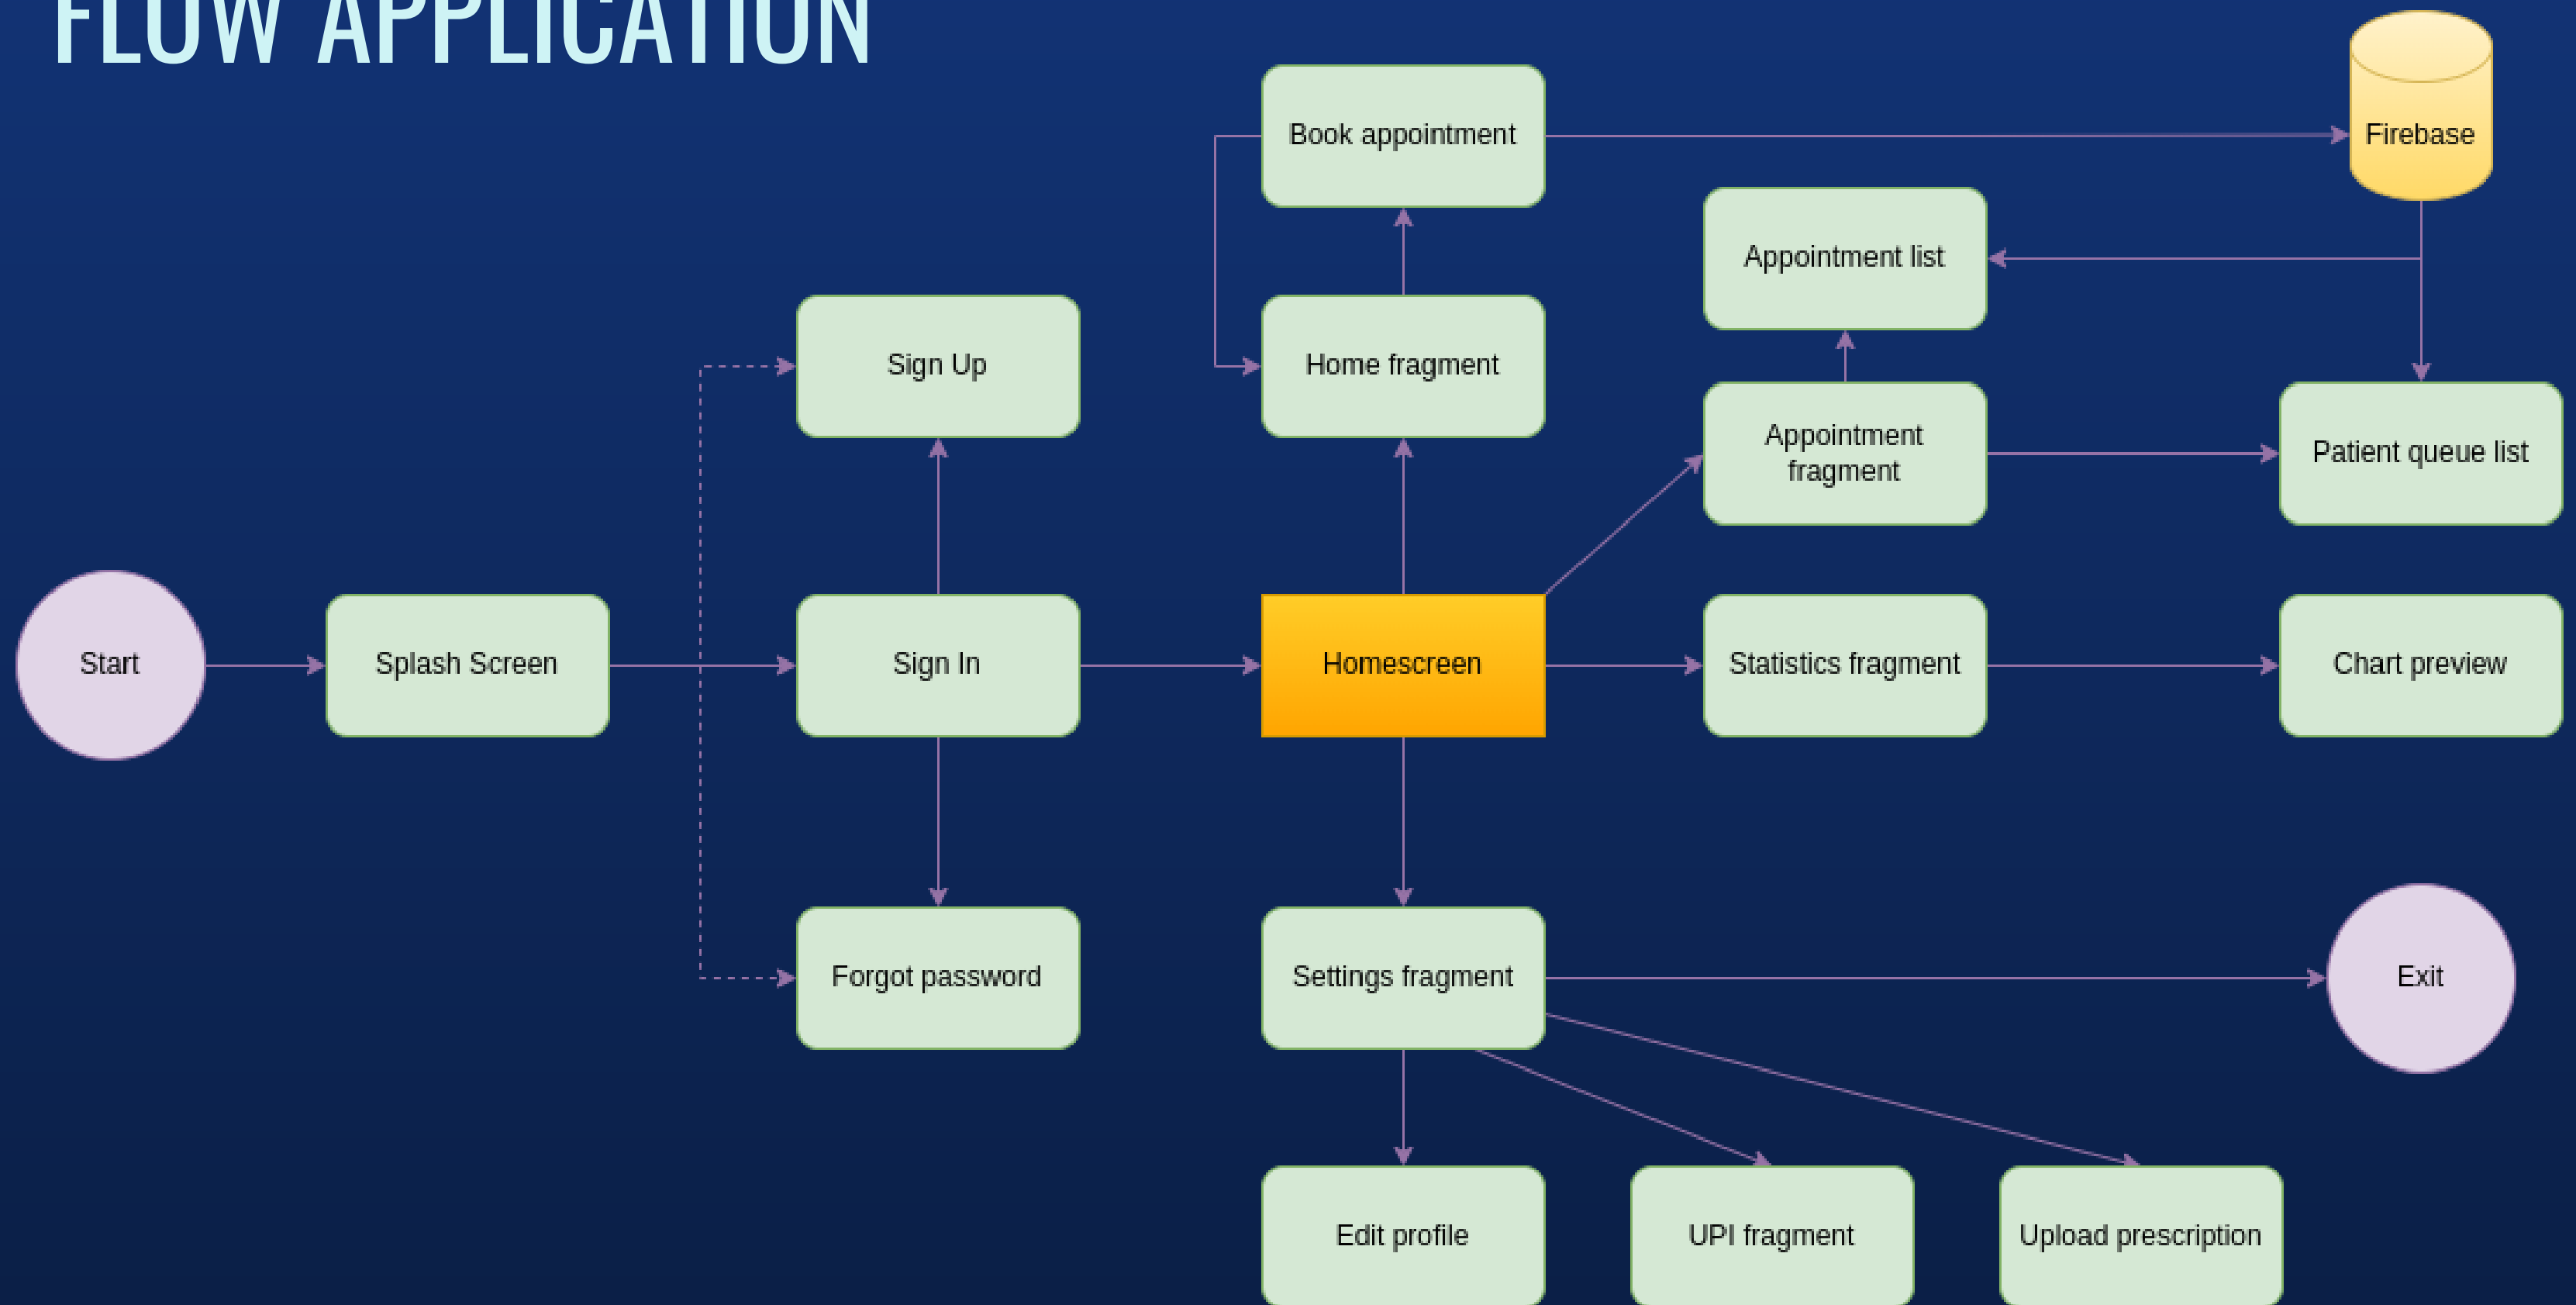 FLOW APPLICATION
Book appointment
Firebase
Appointment list
Sign Up
Home fragment
Appointment
fragment
Patient queue list
Start
Splash Screen
Sign In
Homescreen
Statistics fragment
Chart preview
Forgot password
Settings fragment
Exit
Edit profile
UPI fragment
Upload prescription